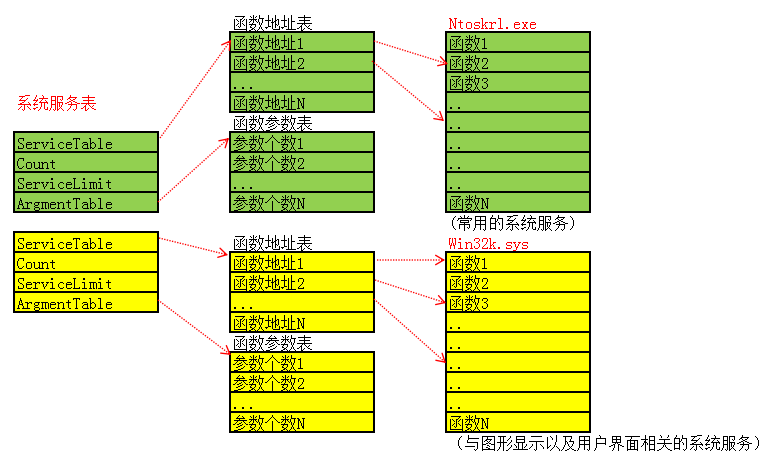 函数地址表
函数地址1
函数地址2
...
函数地址N
函数参数表
参数个数1
参数个数2
...
参数个数N
Ntoskrl.exe
函数1
函数2
函数3
..
..
..
..
..
函数N
(常用的系统服务)
系统服务表
ServiceTable
Count
ServiceLimit
ArgmentTable
ServiceTable
Count
ServiceLimit
ArgmentTable
函数地址表
函数地址1
函数地址2
...
函数地址N
函数参数表
参数个数1
参数个数2
...
参数个数N
Win32k.sys
函数1
函数2
函数3
..
..
..
..
函数N
(与图形显示以及用户界面相关的系统服务)